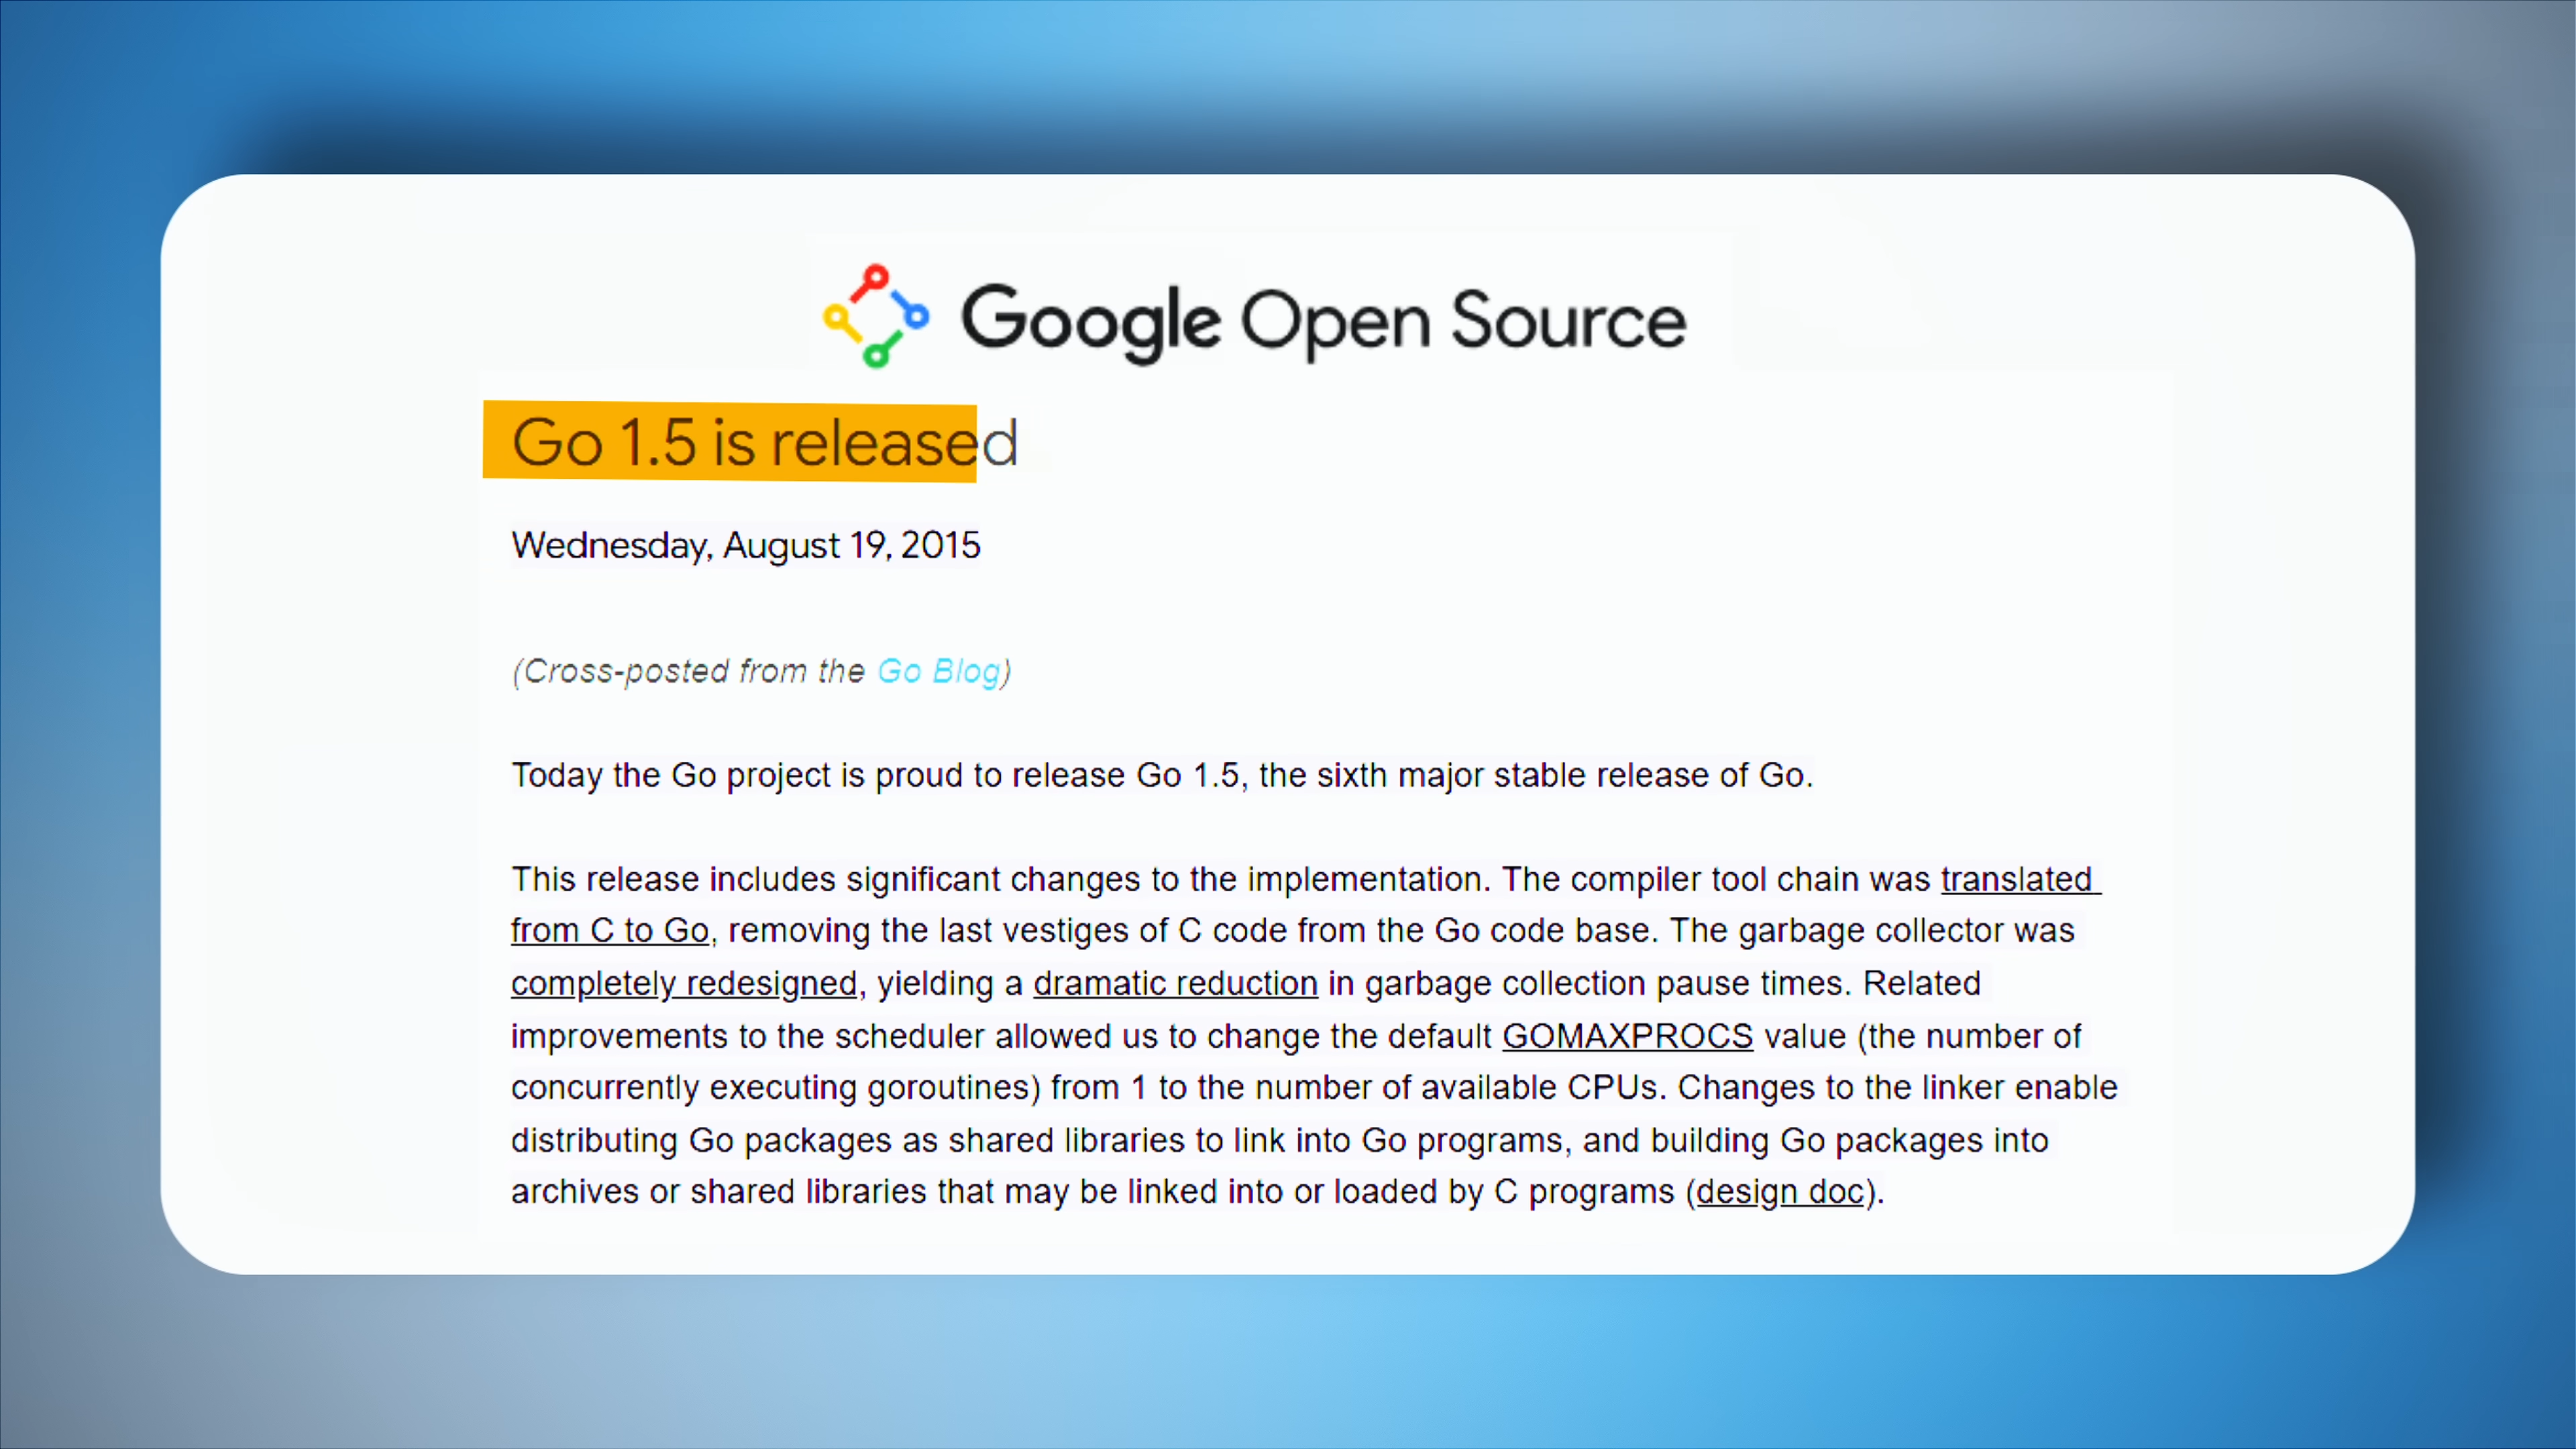 Google Open Source
Go 1.5 is released
Wednesday, August 19, 2015
(Cross-posted from the Go Blog)
Today the Go project is proud to release Go 1.5, the sixth major stable release of Go.
This release includes significant changes to the implementation. The compiler tool chain was translated
from C to Go, removing the last vestiges of C code from the Go code base. The garbage collector was
completely redesigned, yielding a dramatic reduction in garbage collection pause times. Related
improvements to the scheduler allowed us to change the default GOMAXPROCS value (the number of
concurrently executing goroutines) from 1 to the number of available CPUs. Changes to the linker enable
distributing Go packages as shared libraries to link into Go programs, and building Go packages into
archives or shared libraries that may be linked into or loaded by C programs (design doc).